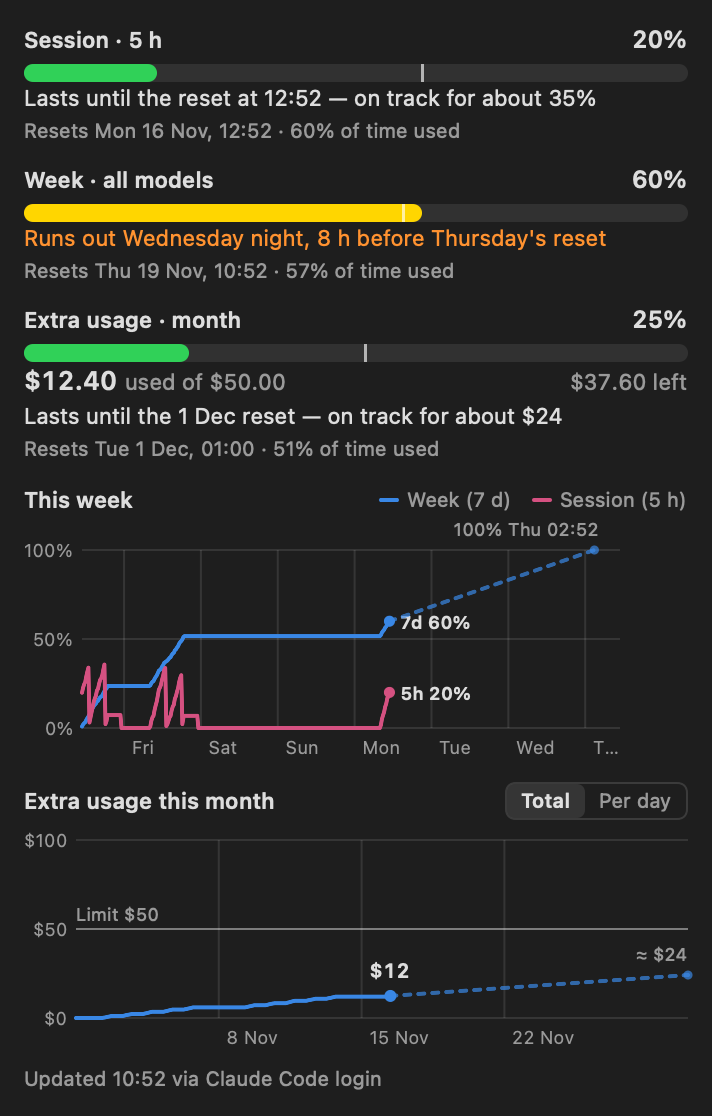 Session · 5 h 20%
Lasts until the reset at 12:52 — on track for about 35%
Resets Mon 16 Nov, 12:52 · 60% of time used
Week · all models 60%
Runs out Wednesday night, 8 h before Thursday's reset
Resets Thu 19 Nov, 10:52 · 57% of time used
Extra usage · month 25%
$12.40 used of $50.00 $37.60 left
Lasts until the 1 Dec reset — on track for about $24
Resets Tue 1 Dec, 01:00 · 51% of time used
This week Week (7 d) Session (5 h)
100% Thu 02:52
100%
7d 60%
50%
5h 20%
0%
Fri Sat Sun Mon Tue Wed T...
Extra usage this month Total Per day
$100
Limit $50
$50
≈ $24
$12
$0
8 Nov 15 Nov 22 Nov
Updated 10:52 via Claude Code login